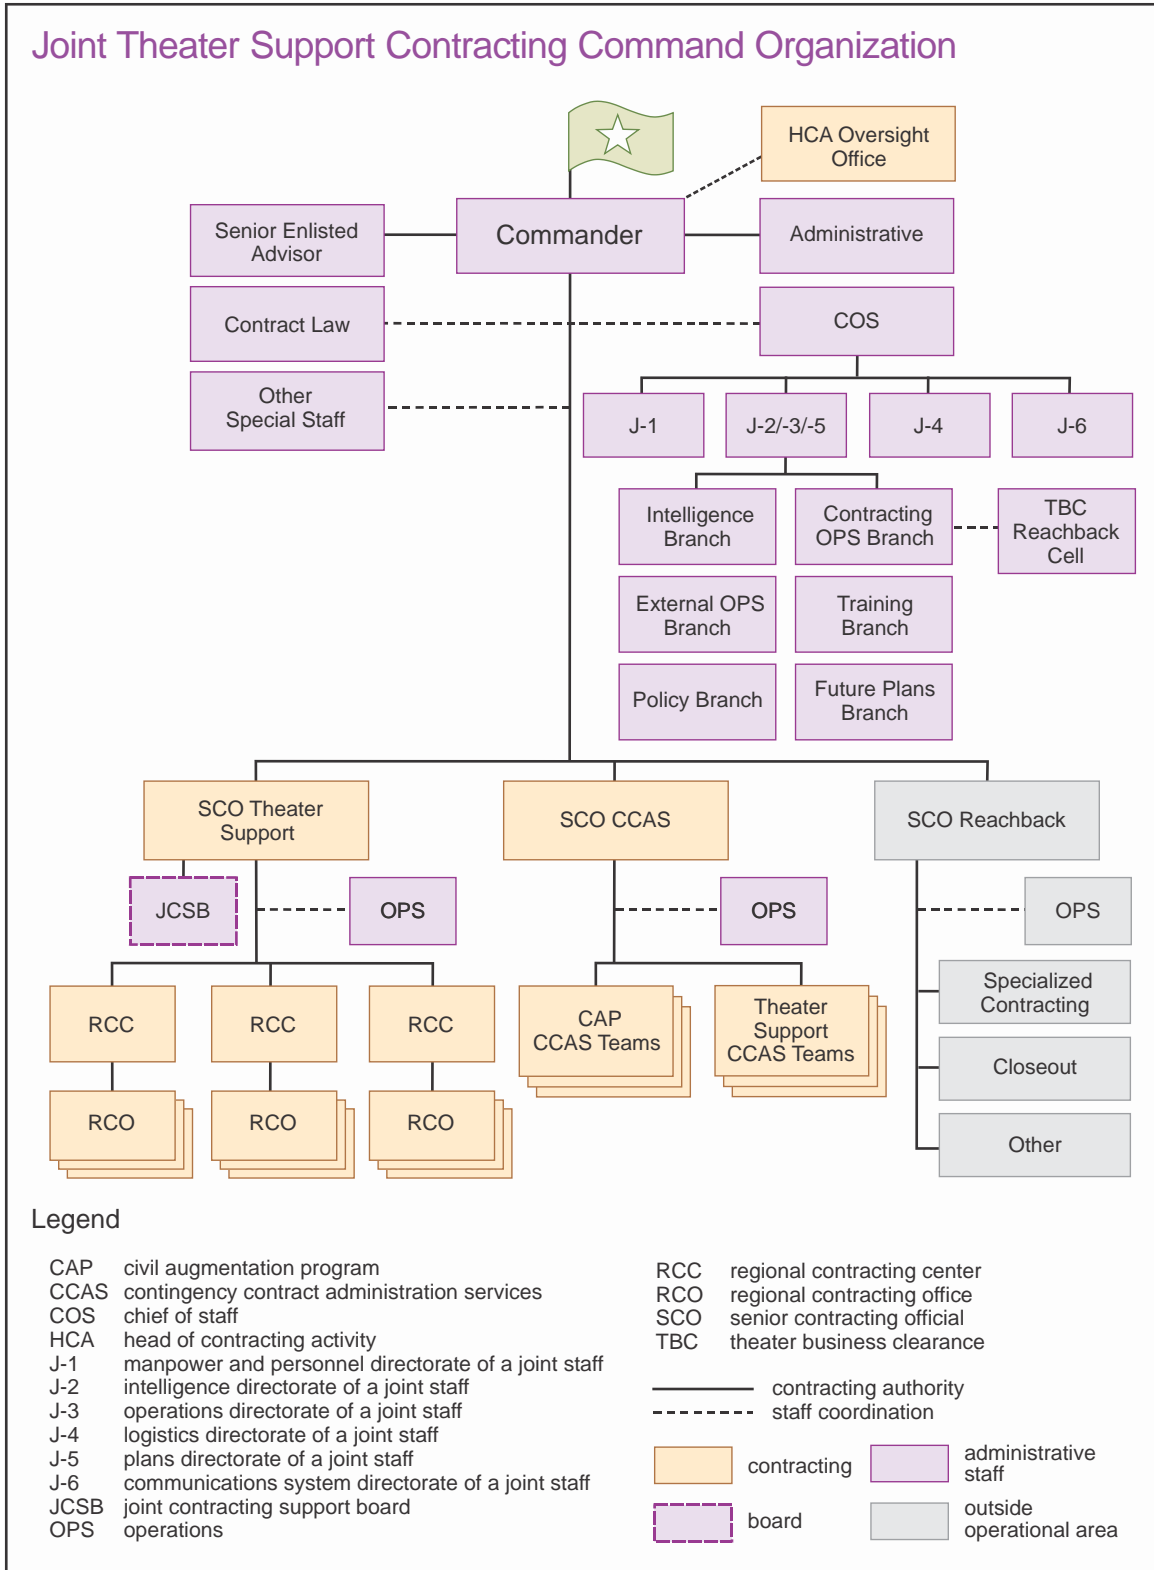 Joint Theater Support Contracting Command Organization
HCA Oversight
Office
Senior Enlisted
Advisor
Commander
Administrative
Contract Law
COS
Other
Special Staff
J-1
J-2/-3/-5
J-4
J-6
Intelligence
Branch
Contracting
OPS Branch
TBC
Reachback
Cell
External OPS
Branch
Training
Branch
Policy Branch
Future Plans
Branch
SCO Theater
Support
SCO CCAS
SCO Reachback
JCSB
OPS
OPS
OPS
Specialized
Contracting
Closeout
Other
RCC
RCC
RCC
CAP
CCAS Teams
Theater
Support
CCAS Teams
RCO
RCO
RCO
Legend
CAP civil augmentation program
CCAS contingency contract administration services
COS chief of staff
HCA head of contracting activity
J-1 manpower and personnel directorate of a joint staff
J-2 intelligence directorate of a joint staff
J-3 operations directorate of a joint staff
J-4 logistics directorate of a joint staff
J-5 plans directorate of a joint staff
J-6 communications system directorate of a joint staff
JCSB joint contracting support board
OPS operations
RCC regional contracting center
RCO regional contracting office
SCO senior contracting official
TBC theater business clearance
contracting authority
staff coordination
contracting
administrative
staff
board
outside
operational area